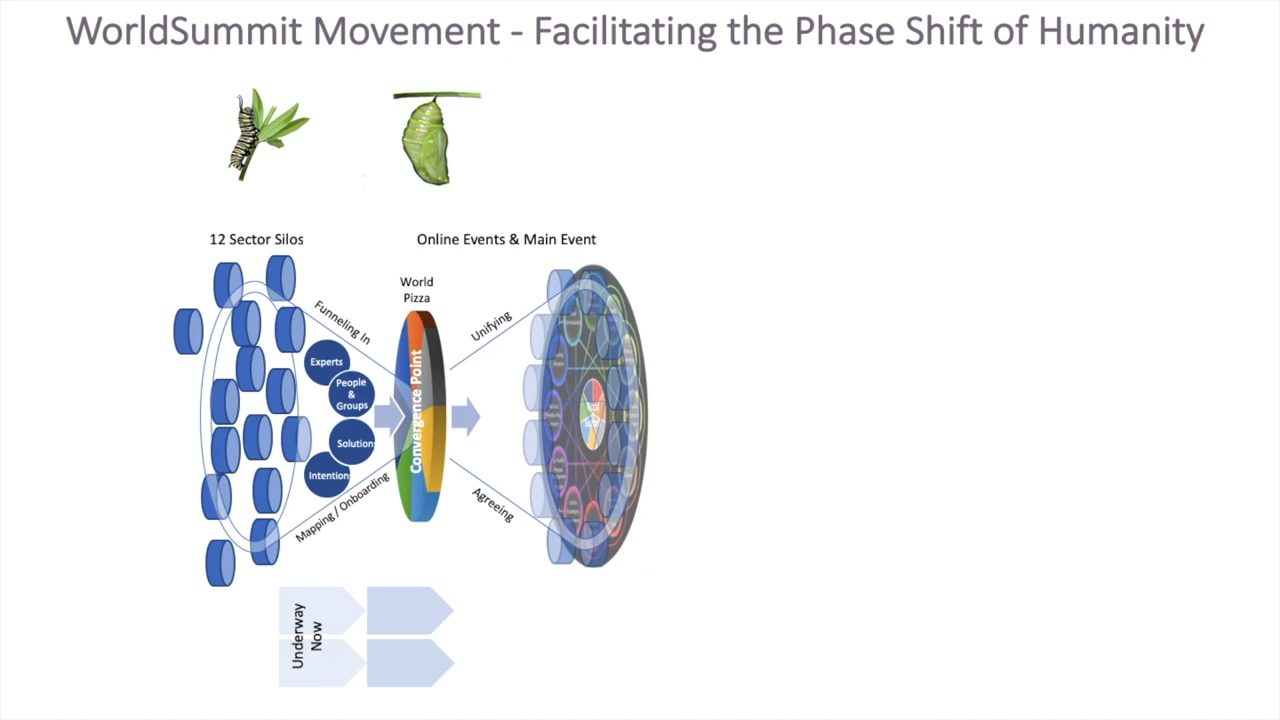 WorldSummit Movement - Facilitating the Phase Shift of Humanity
12 Sector Silos
Online Events & Main Event
World
Pizza
Funneling In
Unifying
Experts
People
&
Groups
Convergence Point
Solution
Intention
Mapping / Onboarding
Agreeing
Underway
Now